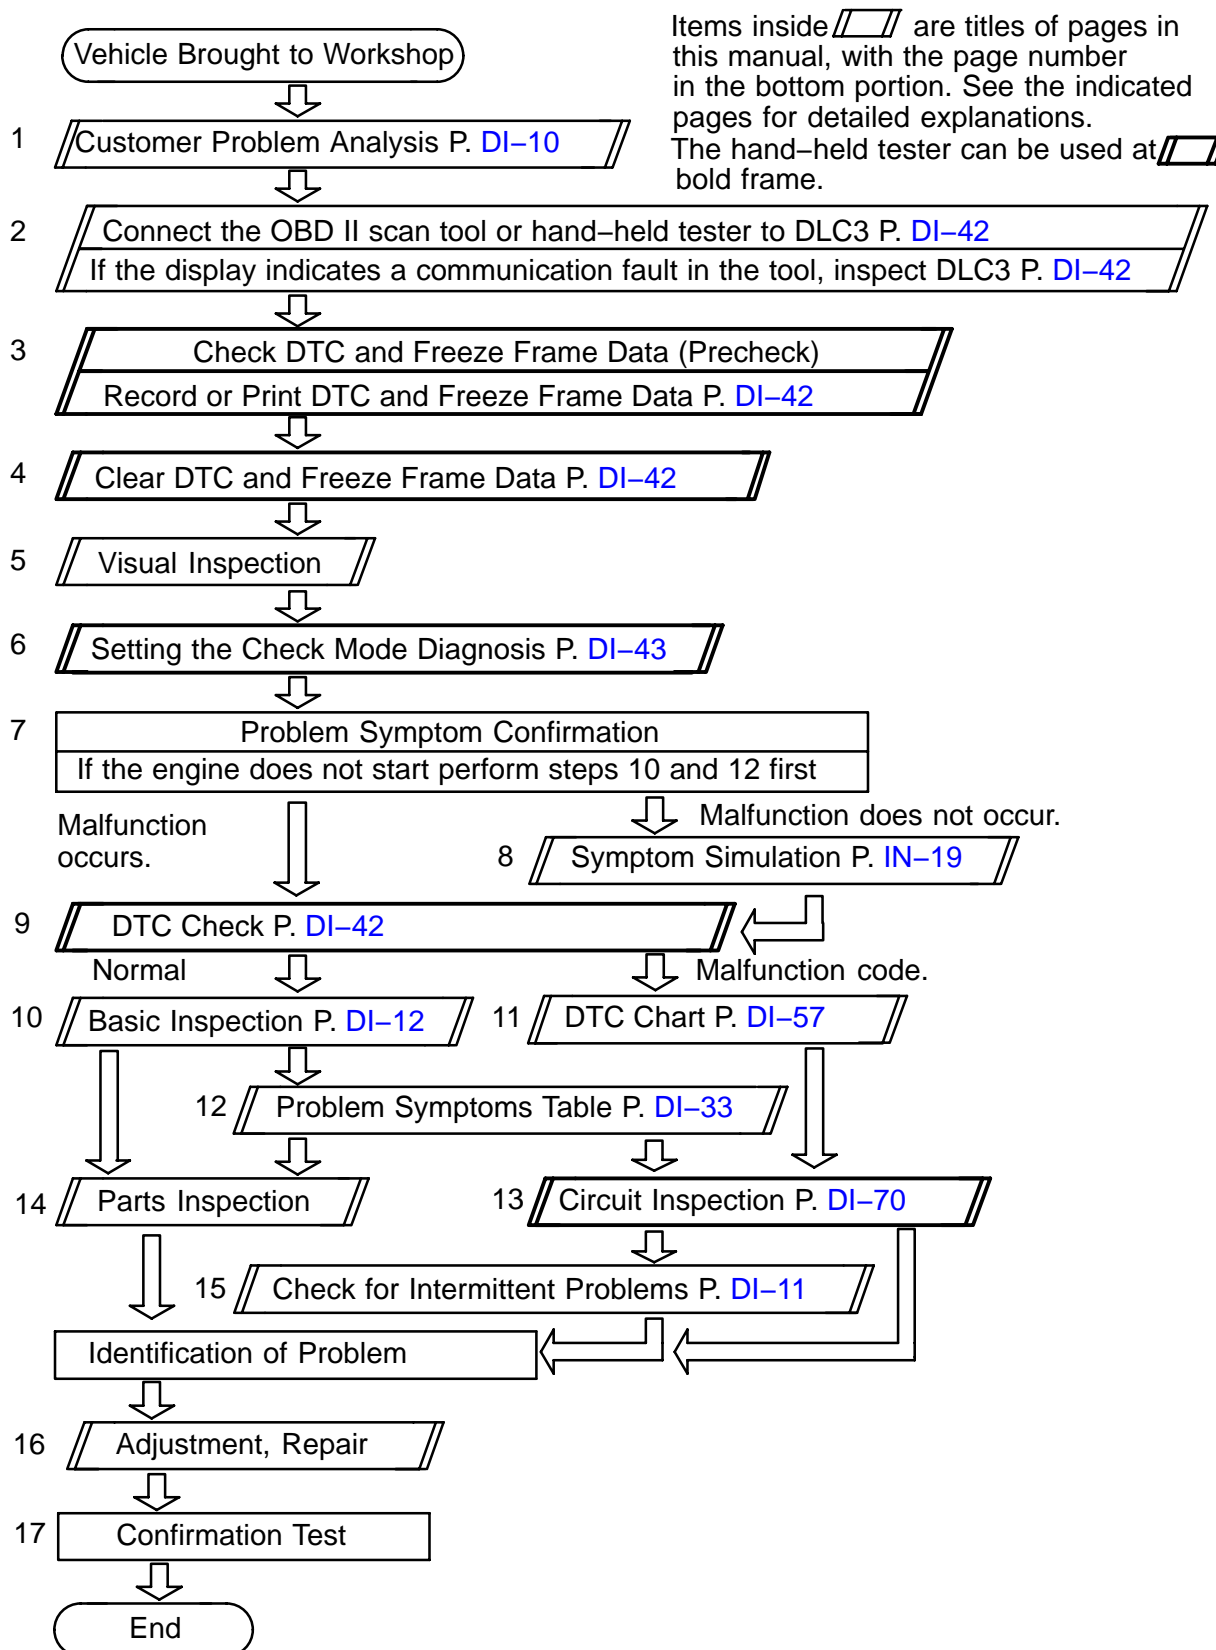 Vehicle Brought to Workshop
Items inside are titles of pages in
this manual, with the page number
in the bottom portion. See the indicated
pages for detailed explanations.
The hand–held tester can be used at
bold frame.
1 Customer Problem Analysis P. DI–10
2 Connect the OBD II scan tool or hand–held tester to DLC3 P. DI–42
If the display indicates a communication fault in the tool, inspect DLC3 P. DI–42
3 Check DTC and Freeze Frame Data (Precheck)
Record or Print DTC and Freeze Frame Data P. DI–42
4 Clear DTC and Freeze Frame Data P. DI–42
5 Visual Inspection
6 Setting the Check Mode Diagnosis P. DI–43
7 Problem Symptom Confirmation
If the engine does not start perform steps 10 and 12 first
Malfunction
occurs.
Malfunction does not occur.
8 Symptom Simulation P. IN–19
9 DTC Check P. DI–42
Normal
Malfunction code.
10 Basic Inspection P. DI–12
11 DTC Chart P. DI–57
12 Problem Symptoms Table P. DI–33
14 Parts Inspection
13 Circuit Inspection P. DI–70
15 Check for Intermittent Problems P. DI–11
Identification of Problem
16 Adjustment, Repair
17 Confirmation Test
End